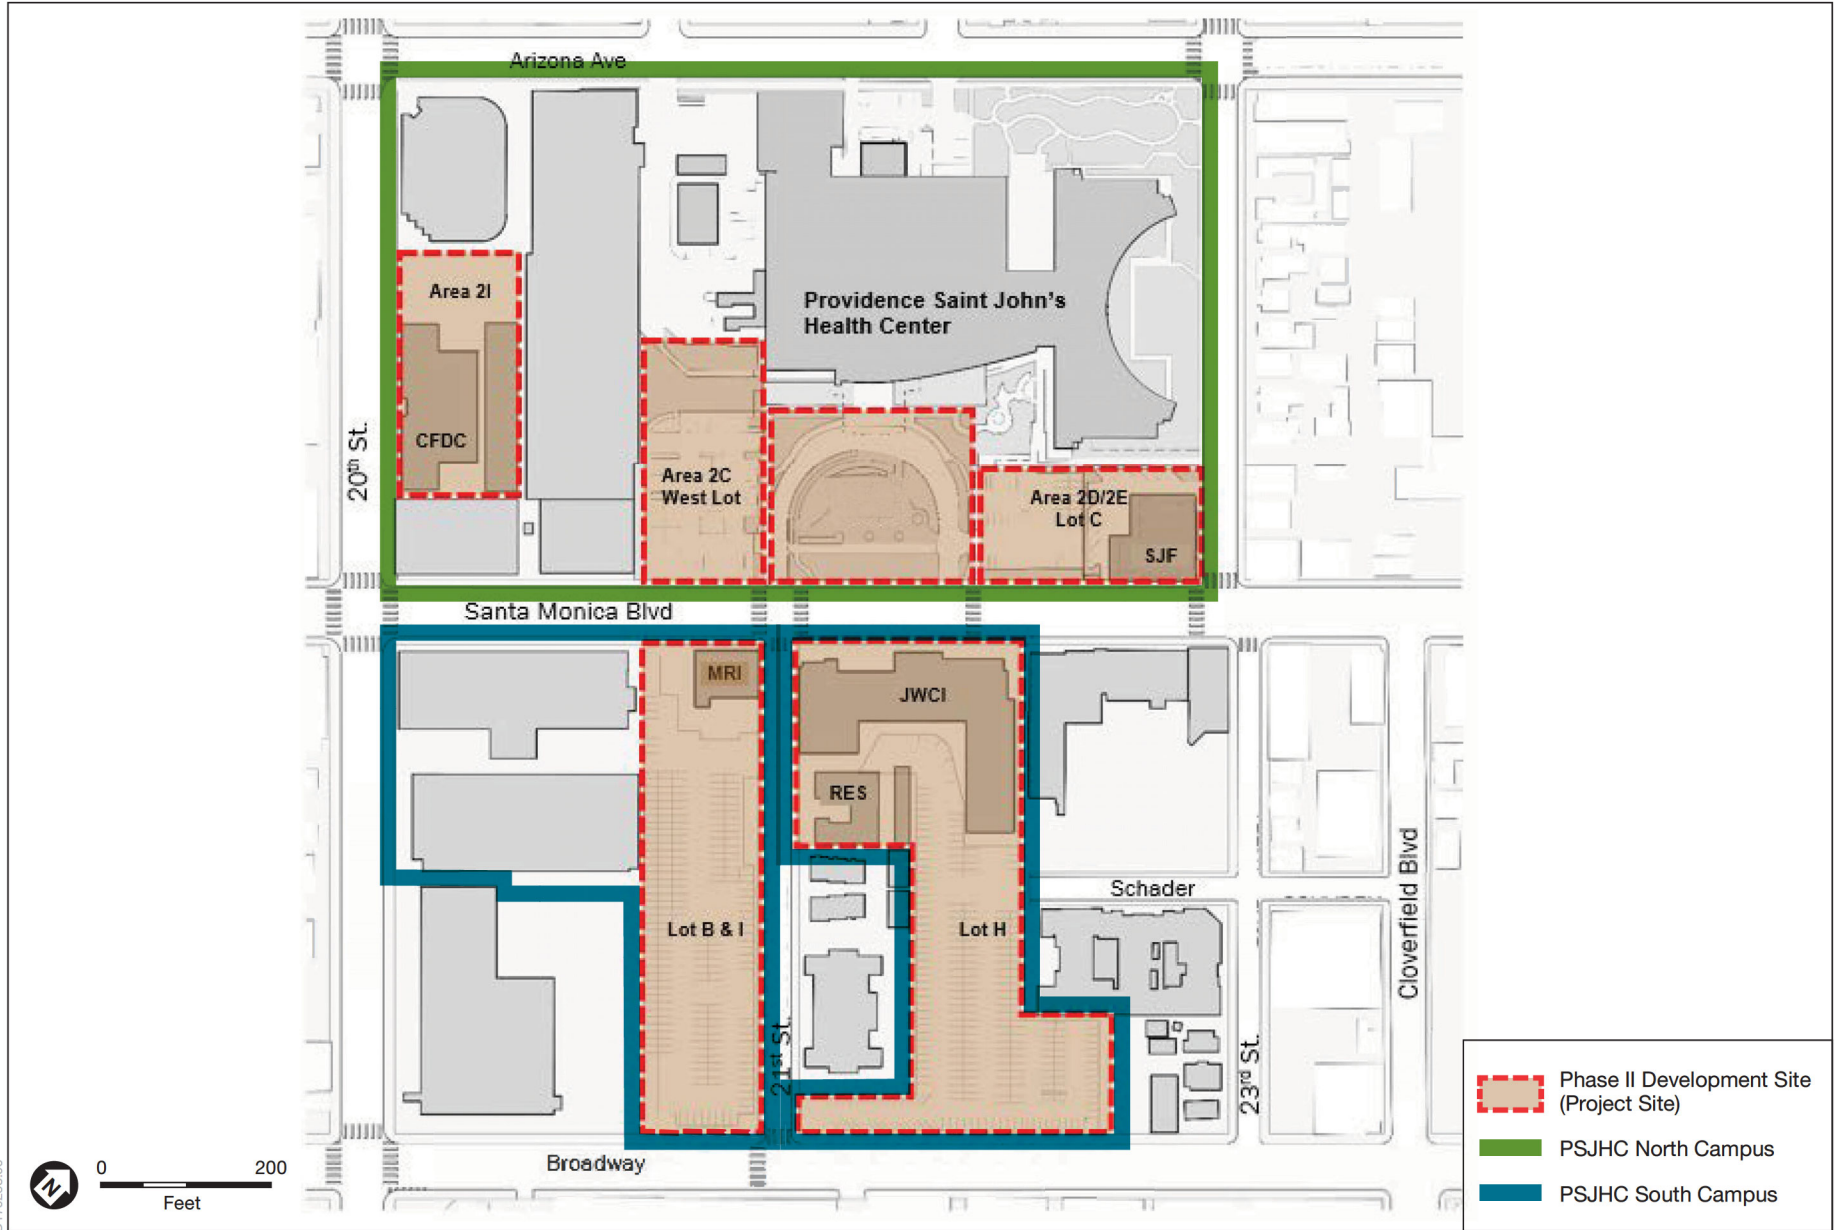 Arizona Ave
Area 2I
Providence Saint John's
Health Center
CFDC
20th St.
Area 2C
West Lot
Area 2D/2E
Lot C
SJF
Santa Monica Blvd
MRI
JWCI
RES
Schader
Lot B & I
Lot H
Cloverfield Blvd
21st St.
23rd St.
Broadway
N
0 200
Feet
Phase II Development Site
(Project Site)
PSJHC North Campus
PSJHC South Campus